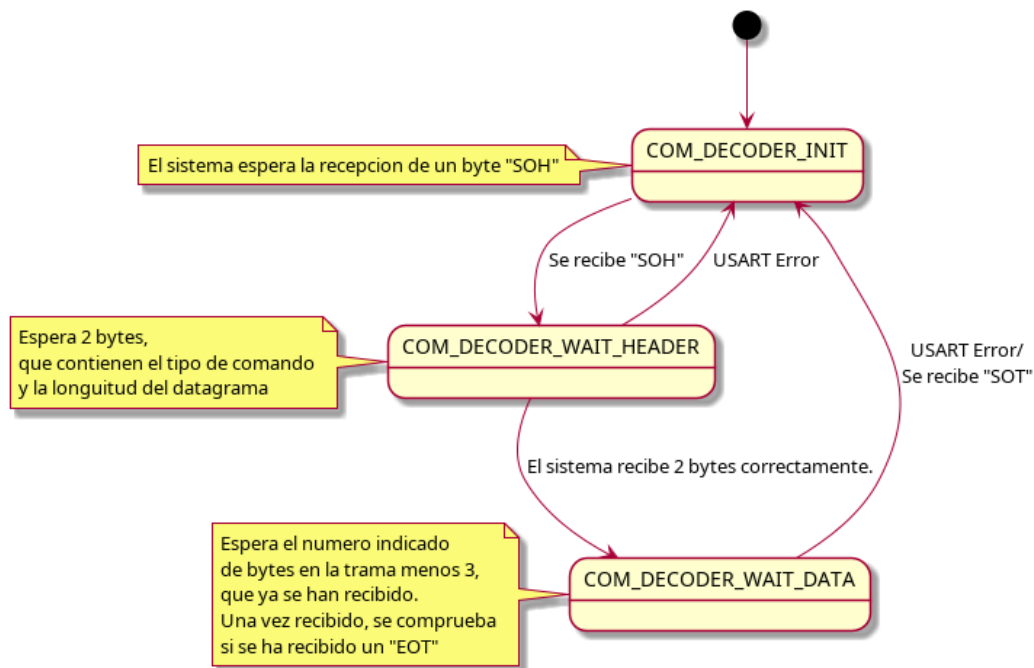 COM_DECODER_INIT
El sistema espera la recepcion de un byte "SOH"
Se recibe "SOH"
USART Error
COM_DECODER_WAIT_HEADER
Espera 2 bytes,
que contienen el tipo de comando
y la longuitud del datagrama
USART Error/
Se recibe "SOT"
El sistema recibe 2 bytes correctamente.
COM_DECODER_WAIT_DATA
Espera el numero indicado
de bytes en la trama menos 3,
que ya se han recibido.
Una vez recibido, se comprueba
si se ha recibido un "EOT"